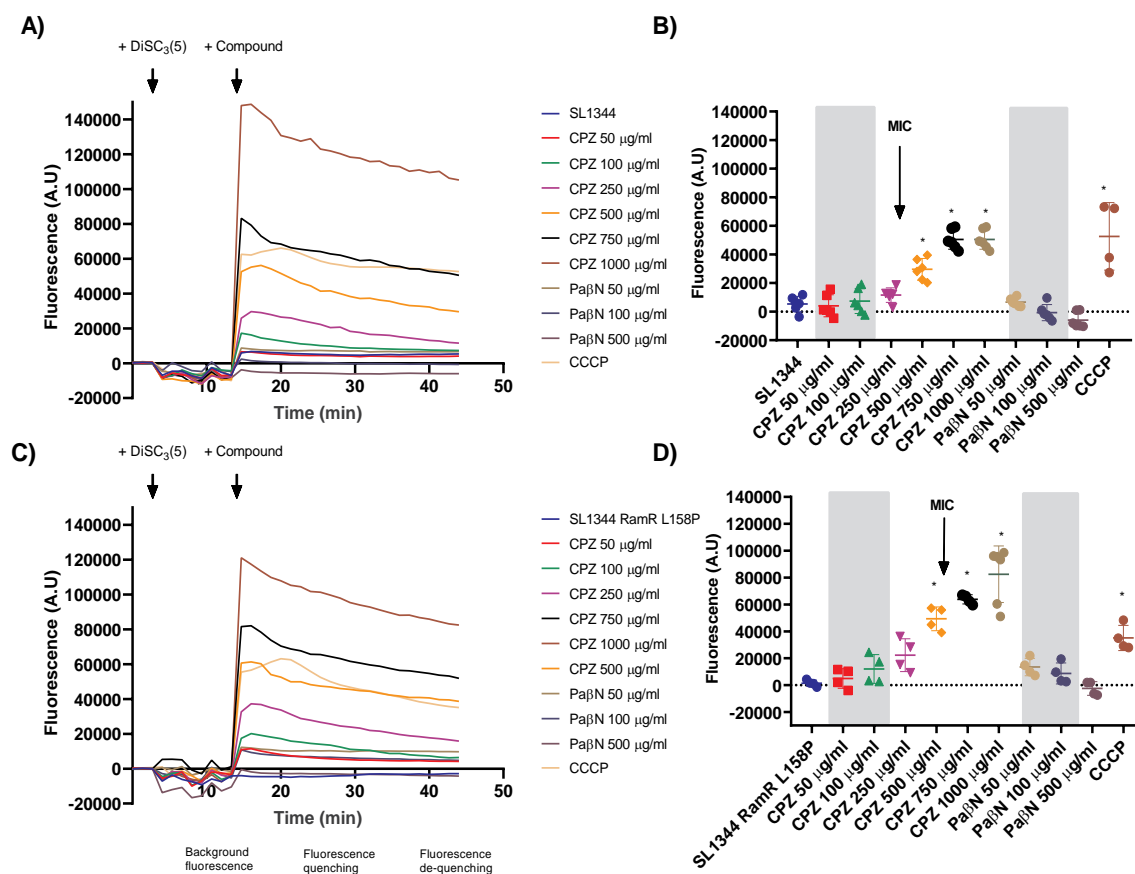 A)
+ DiSC3(5)
+ Compound
140000
120000
100000
80000
60000
40000
20000
0
-20000
10
20
30
40
50
Fluorescence (A.U)
Time (min)
SL1344
CPZ 50 μg/ml
CPZ 100 μg/ml
CPZ 250 μg/ml
CPZ 500 μg/ml
CPZ 750 μg/ml
CPZ 1000 μg/ml
PaβN 50 μg/ml
PaβN 100 μg/ml
PaβN 500 μg/ml
CCCP
B)
140000
120000
100000
80000
60000
40000
20000
0
-20000
Fluorescence (A.U)
MIC
*
*
*
*
SL1344
CPZ 50 μg/ml
CPZ 100 μg/ml
CPZ 250 μg/ml
CPZ 500 μg/ml
CPZ 750 μg/ml
CPZ 1000 μg/ml
PaβN 50 μg/ml
PaβN 100 μg/ml
PaβN 500 μg/ml
CCCP
C)
+ DiSC3(5)
+ Compound
140000
120000
100000
80000
60000
40000
20000
0
-20000
10
20
30
40
50
Fluorescence (A.U)
Time (min)
SL1344 RamR L158P
CPZ 50 μg/ml
CPZ 100 μg/ml
CPZ 250 μg/ml
CPZ 750 μg/ml
CPZ 1000 μg/ml
CPZ 500 μg/ml
PaβN 50 μg/ml
PaβN 100 μg/ml
PaβN 500 μg/ml
CCCP
Background
fluorescence
Fluorescence
quenching
Fluorescence
de-quenching
D)
140000
120000
100000
80000
60000
40000
20000
0
-20000
Fluorescence (A.U)
MIC
*
*
*
*
SL1344 RamR L158P
CPZ 50 μg/ml
CPZ 100 μg/ml
CPZ 250 μg/ml
CPZ 500 μg/ml
CPZ 750 μg/ml
CPZ 1000 μg/ml
PaβN 50 μg/ml
PaβN 100 μg/ml
PaβN 500 μg/ml
CCCP